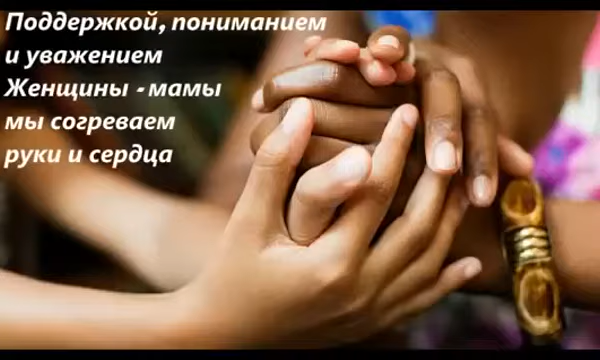 Поддержкой, пониманием
и уважением
Женщины - мамы
мы согреваем
руки и сердца